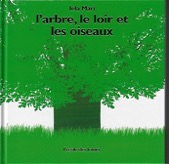 Iela Mari
l'arbre, le loir et
les oiseaux